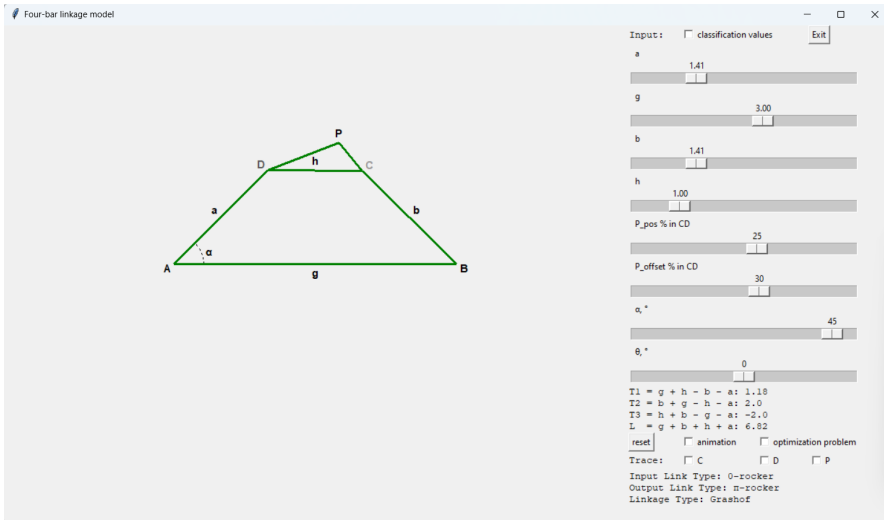 Four-bar linkage model
Input: classification values Exit
a
1.41
g
3.00
b
1.41
h
1.00
P_pos % in CD
25
P_offset % in CD
30
α, °
45
θ, °
0
T1 = g + h - b - a: 1.18
T2 = b + g - h - a: 2.0
T3 = h + b - g - a: -2.0
L = g + b + h + a: 6.82
reset animation optimization problem
Trace: C D P
Input Link Type: 0-rocker
Output Link Type: π-rocker
Linkage Type: Grashof
P
D h C
a b
α
A B
g